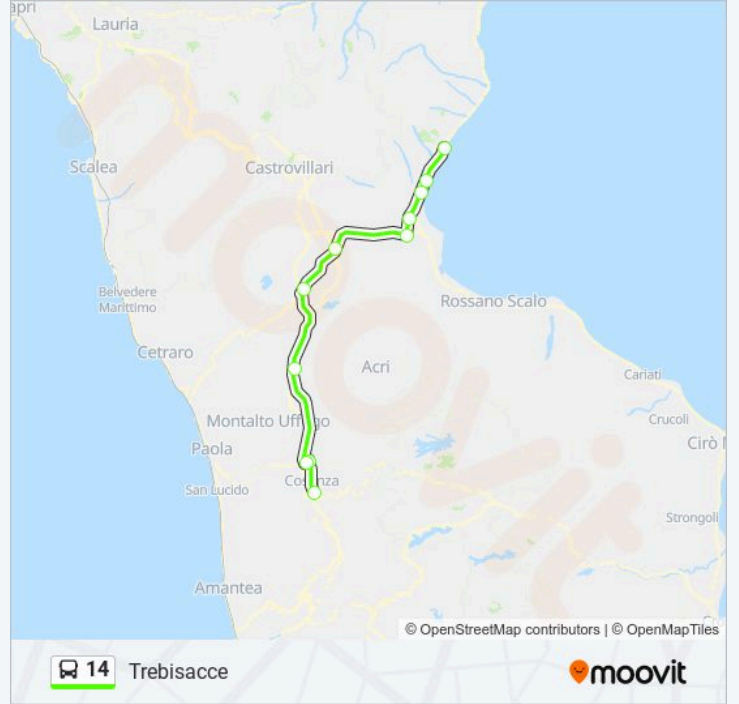 apri
Lauria
Scalea
Castrovillari
Belvedere
Marittimo
Rossano Scalo
Cetraro
Acri
Cariati
Montalto Uffugo
Crucoli
Paola
Cirò M
Cosenza
San Lucido
Strongoli
Amantea
© OpenStreetMap contributors | © OpenMapTiles
14 Trebisacce
moovit